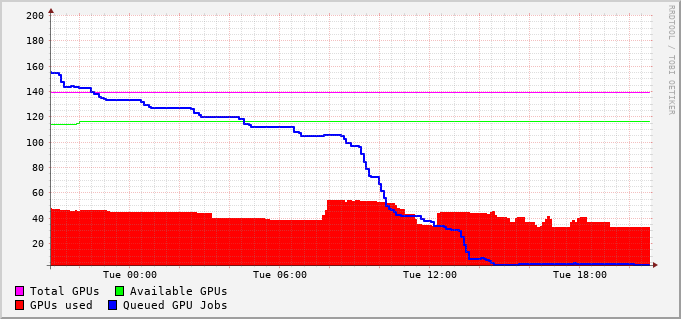 200
180
160
140
120
100
80
60
40
20
Tue 00:00 Tue 06:00 Tue 12:00 Tue 18:00
Total GPUs Available GPUs
GPUs used Queued GPU Jobs
RRDTOOL / TOBI OETIKER